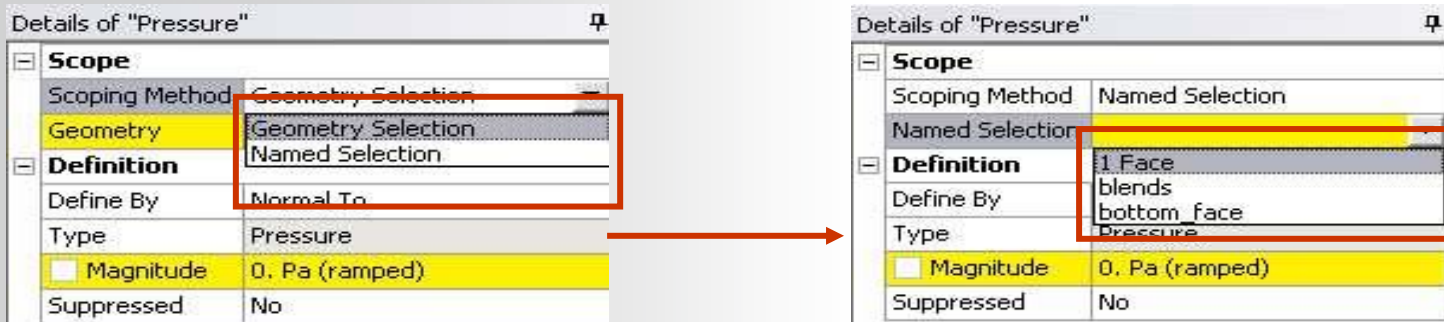 Details of "Pressure"
Scope
Scoping Method Geometry Selection
Geometry Geometry Selection
Named Selection
Definition
Define By Normal To
Type Pressure
Magnitude 0. Pa (ramped)
Suppressed No
Details of "Pressure"
Scope
Scoping Method Named Selection
Named Selection
1 Face
Definition
blends
Define By
bottom_face
Type Pressure
Magnitude 0. Pa (ramped)
Suppressed No